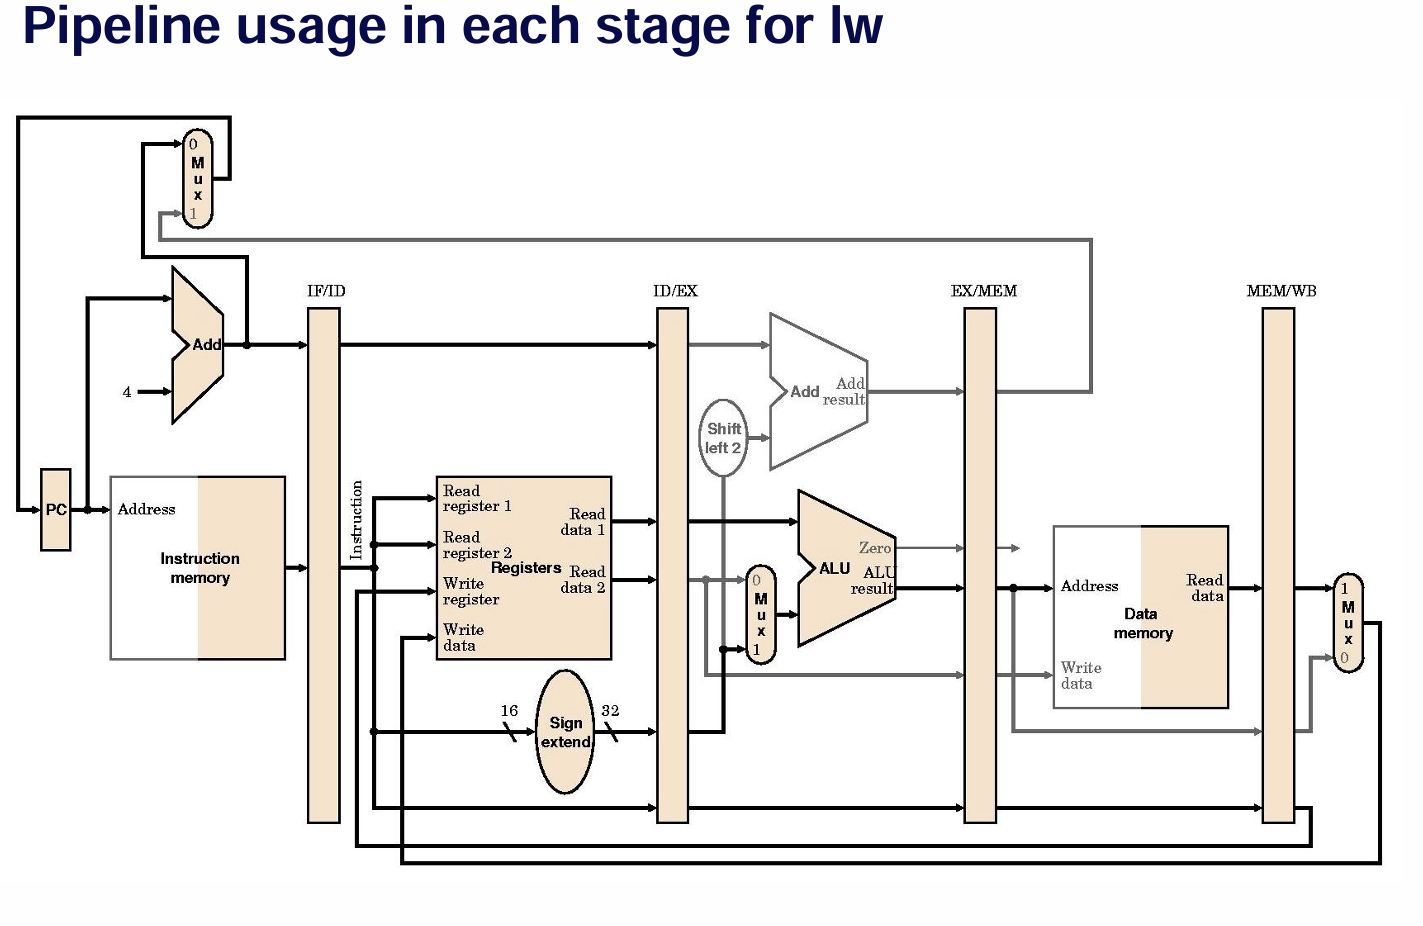 Pipeline usage in each stage for lw
0
M
u
x
1
IF/ID
ID/EX
EX/MEM
MEM/WB
Add
4
Add
Add
result
Shift
left 2
PC
Address
Instruction
memory
Instruction
Read
register 1
Read
register 2
Write
register
Write
data
Registers
Read
data 1
Read
data 2
0
M
u
x
1
Zero
ALU
ALU
result
Address
Read
data
Data
memory
Write
data
1
M
u
x
0
16
Sign
extend
32